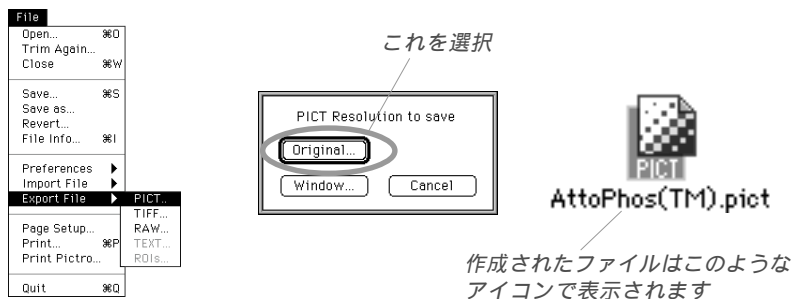 File
Open... ⌘O
Trim Again...
Close ⌘W
Save... ⌘S
Save as...
Revert...
File Info... ⌘I
Preferences ▶
Import File ▶
Export File ▶
Page Setup...
Print... ⌘P
Print Pictro...
Quit ⌘Q
PICT...
TIFF...
RAW...
TEXT...
ROIs...
これを選択
PICT Resolution to save
Original...
Window... Cancel
PICT
AttoPhos(TM).pict
作成されたファイルはこのような
アイコンで表示されます